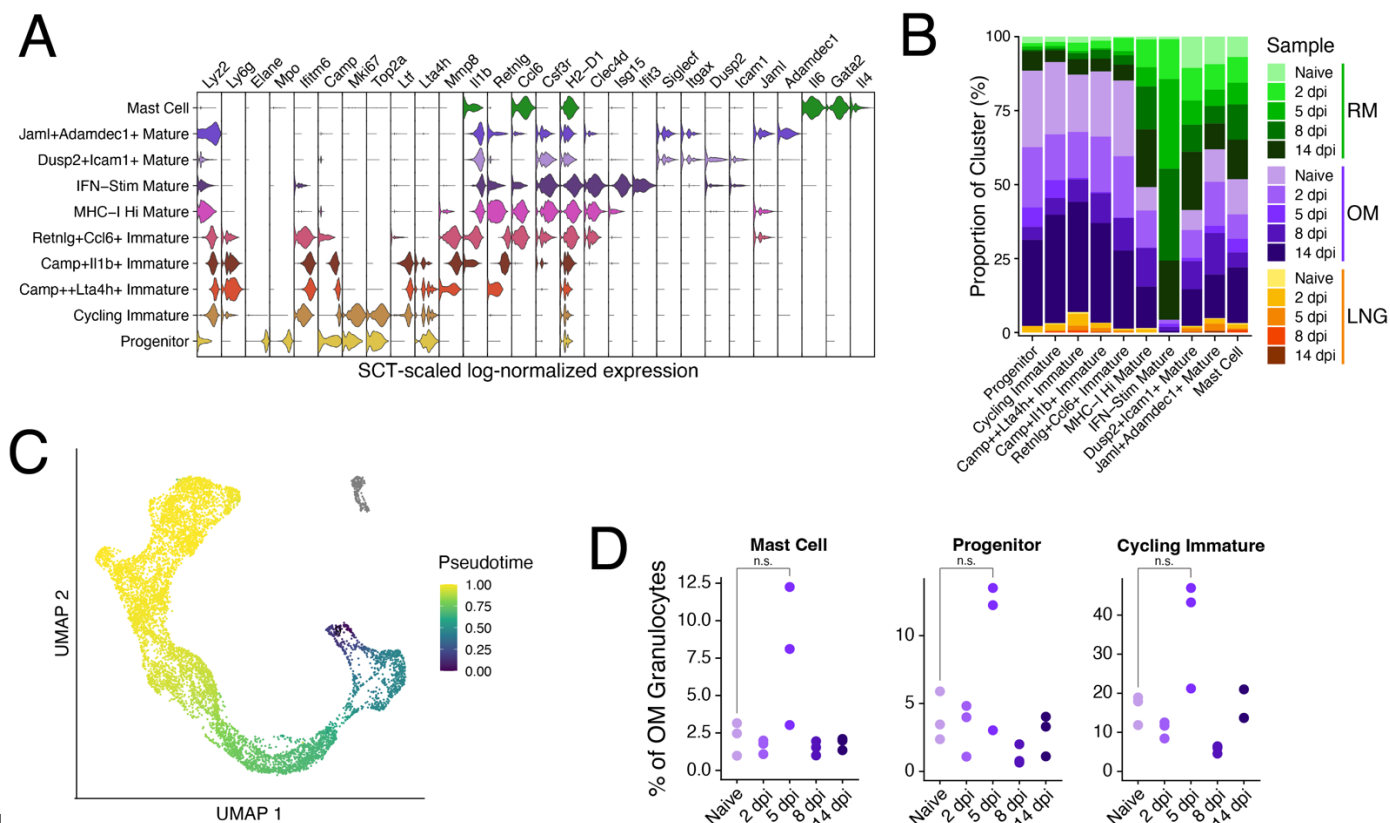 A
Lyz2 Ly6g Elane Mpo Ifitm6 Camp Mki67 Top2a Ltf Lta4h Mmp8 Il1b Retnlg Ccl6 Csf3r H2–D1 Clec4d Isg15 Ifit3 Siglecf Itgax Dusp2 Icam1 Jaml Adamdec1 Il6 Gata2 Il4
Mast Cell
Jaml+Adamdec1+ Mature
Dusp2+Icam1+ Mature
IFN–Stim Mature
MHC–I Hi Mature
Retnlg+Ccl6+ Immature
Camp+Il1b+ Immature
Camp++Lta4h+ Immature
Cycling Immature
Progenitor
SCT-scaled log-normalized expression
B
Proportion of Cluster (%)
100
75
50
25
0
Progenitor
Cycling Immature
Camp++Lta4h+ Immature
Camp+Il1b+ Immature
Retnlg+Ccl6+ Immature
MHC–I Hi Mature
IFN–Stim Mature
Dusp2+Icam1+ Mature
Jaml+Adamdec1+ Mature
Mast Cell
Sample
Naive
2 dpi
5 dpi
8 dpi
14 dpi
RM
Naive
2 dpi
5 dpi
8 dpi
14 dpi
OM
Naive
2 dpi
5 dpi
8 dpi
14 dpi
LNG
C
UMAP 2
UMAP 1
Pseudotime
1.00
0.75
0.50
0.25
0.00
D
% of OM Granulocytes
Mast Cell
n.s.
12.5
10.0
7.5
5.0
2.5
0.0
Naive
2 dpi
5 dpi
8 dpi
14 dpi
Progenitor
n.s.
10
5
0
Naive
2 dpi
5 dpi
8 dpi
14 dpi
Cycling Immature
n.s.
40
30
20
10
0
Naive
2 dpi
5 dpi
8 dpi
14 dpi